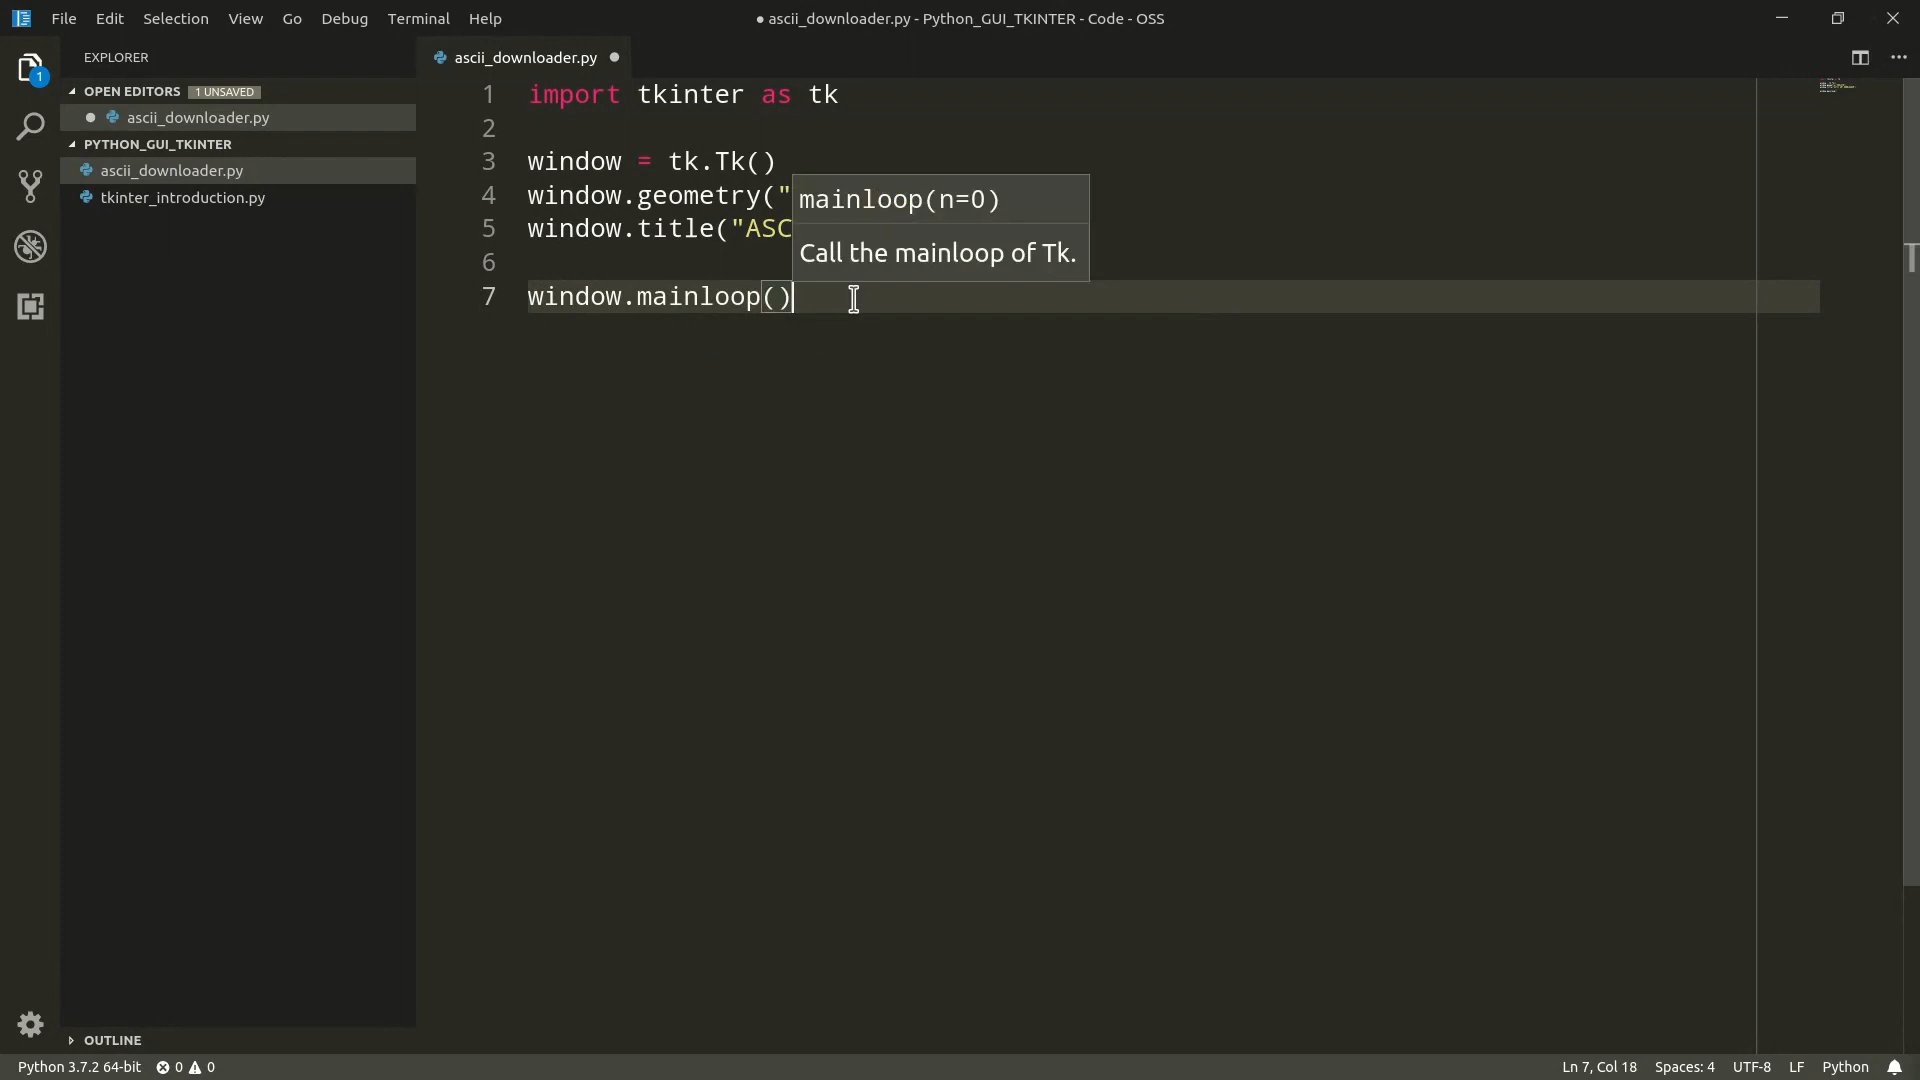 File Edit Selection View Go Debug Terminal Help
● ascii_downloader.py - Python_GUI_TKINTER - Code - OSS
1
EXPLORER
OPEN EDITORS 1 UNSAVED
ascii_downloader.py
PYTHON_GUI_TKINTER
ascii_downloader.py
tkinter_introduction.py
OUTLINE
ascii_downloader.py
1 import tkinter as tk
2
3 window = tk.Tk()
4 window.geometry("
5 window.title("ASC
6
7 window.mainloop()
mainloop(n=0)
Call the mainloop of Tk.
Python 3.7.2 64-bit 0 0
Ln 7, Col 18 Spaces: 4 UTF-8 LF Python